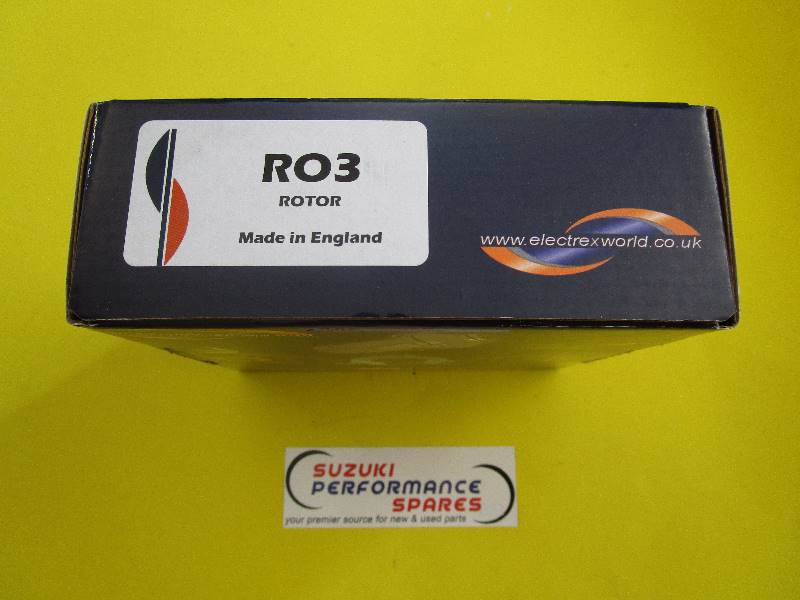 RO3
ROTOR
Made in England
www.electrexworld.co.uk
SUZUKI
PERFORMANCE
SPARES
your premier source for new & used parts